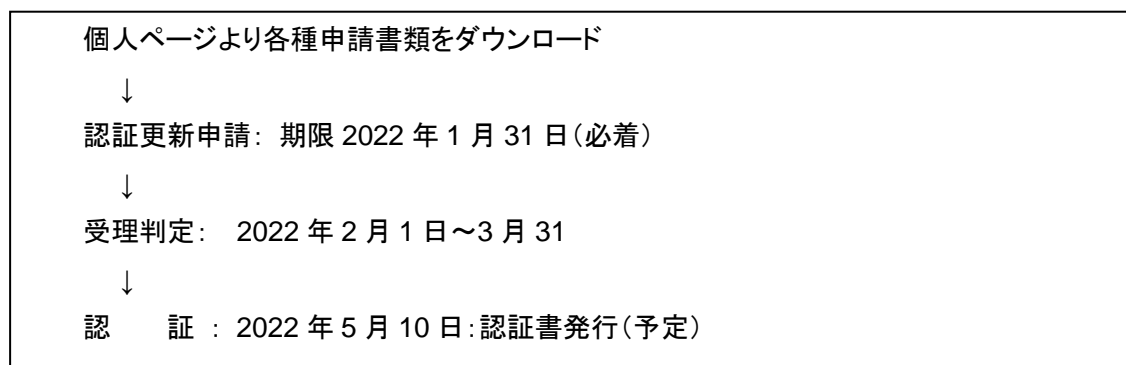 個人ページより各種申請書類をダウンロード
↓
認証更新申請： 期限 2022 年 1 月 31 日（必着）
↓
受理判定： 2022 年 2 月 1 日～3 月 31
↓
認　　証 ： 2022 年 5 月 10 日：認証書発行（予定）